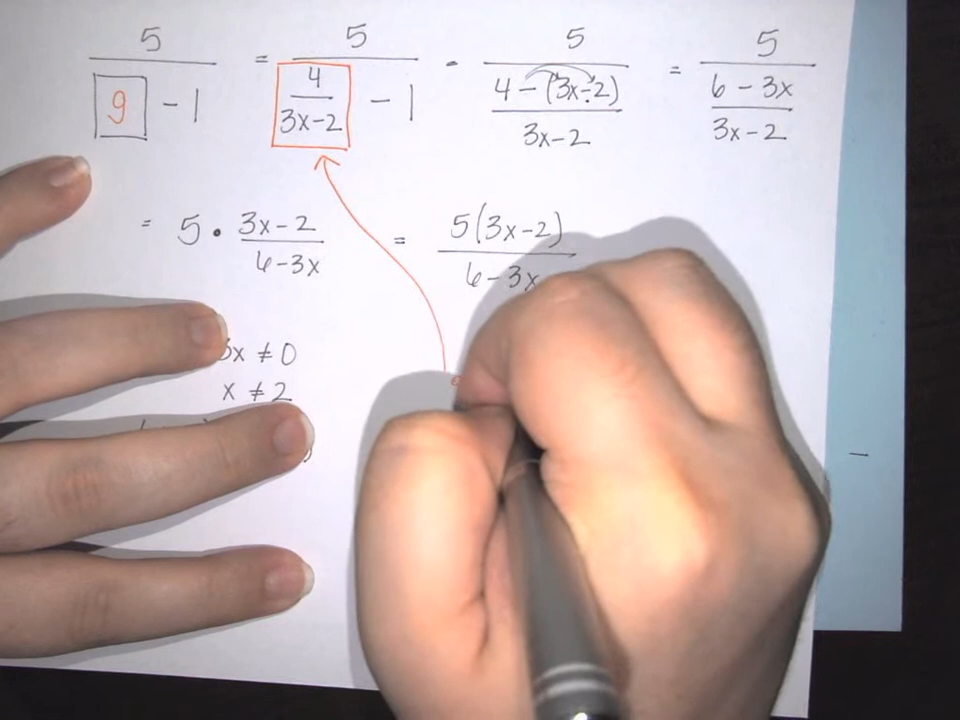 5 / (9 - 1) = 5 / (4/(3x-2) - 1) - 5 / ((4-(3x-2))/(3x-2)) = 5 / ((6-3x)/(3x-2))
= 5 • (3x-2)/(6-3x) = 5(3x-2)/(6-3x)
3x ≠ 0
x ≠ 2